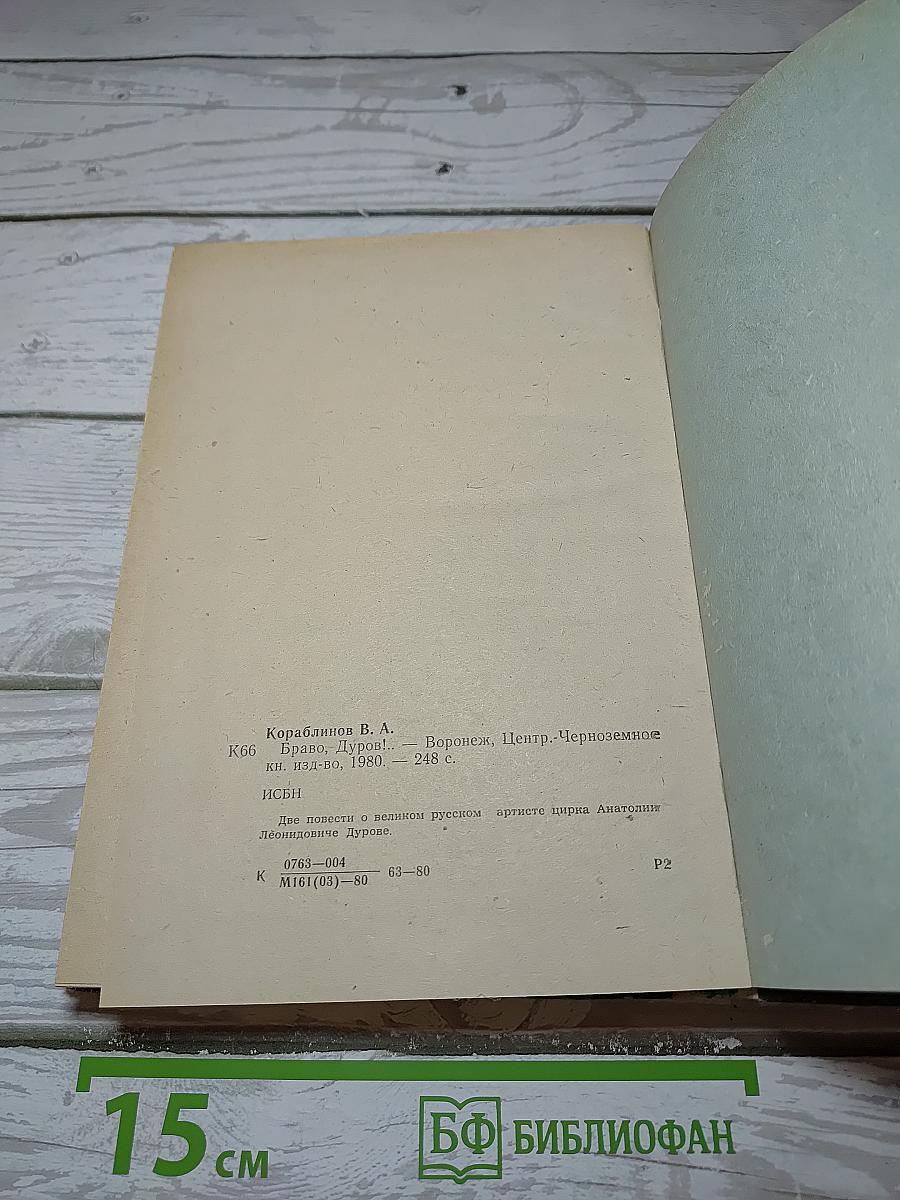 Кораблинов В. А.
К66 Браво, Дуров!.. — Воронеж, Центр.-Черноземное
кн. изд-во, 1980. — 248 с.
ИСБН
Две повести о великом русском артисте цирка Анатолии
Леонидовиче Дурове.
К 0763—004
М161(03)—80 63—80 Р2
15 см
БФ БИБЛИОФАН